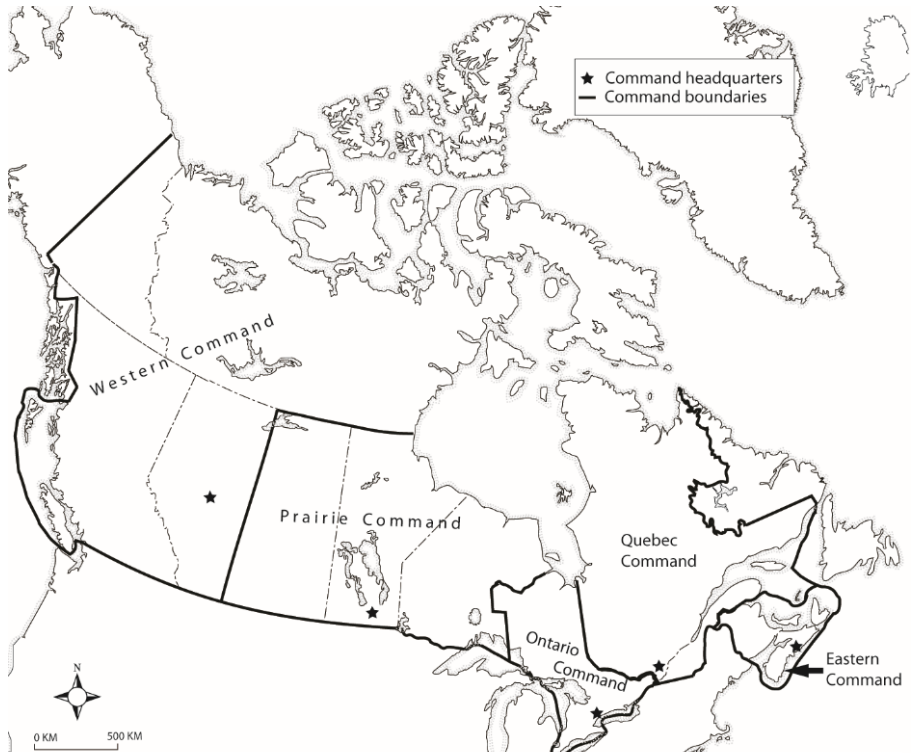 Command headquarters
Command boundaries
Western Command
Prairie Command
Quebec
Command
Ontario
Command
Eastern
Command
N
0 KM 500 KM